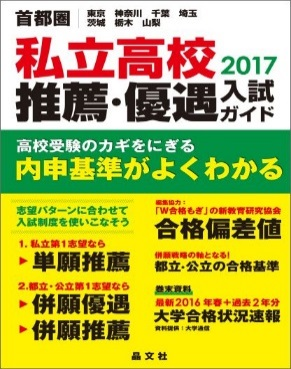 首都圏
東京 神奈川 千葉 埼玉
茨城 栃木 山梨
私立高校
推薦・優遇
2017
入試
ガイド
高校受験のカギをにぎる
内申基準がよくわかる
志望パターンに合わせて
入試制度を使いこなそう
1. 私立第1志望なら
▶単願推薦
2. 都立・公立第1志望なら
▶併願優遇
▶併願推薦
編集協力:
「W合格もぎ」の新教育研究協会
合格偏差値
併願戦略の軸となる!
都立・公立の合格基準
巻末資料
最新2016年春+過去2年分
大学合格状況速報
資料提供:大学通信
晶文社